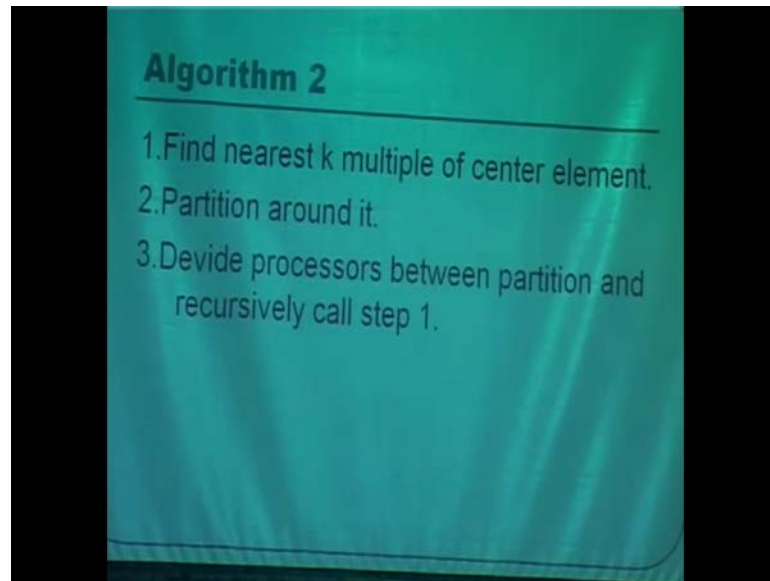 Algorithm 2
1.Find nearest k multiple of center element.
2.Partition around it.
3.Devide processors between partition and
recursively call step 1.